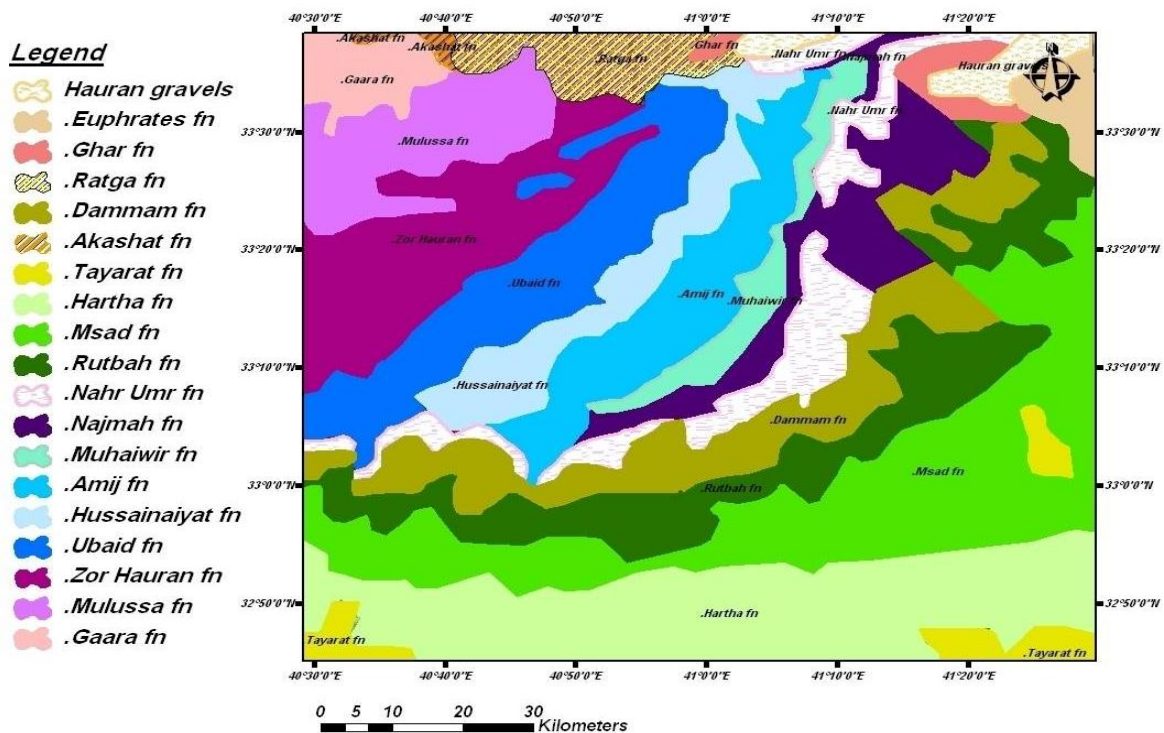 40°30'0"E 40°40'0"E 40°50'0"E 41°0'0"E 41°10'0"E 41°20'0"E
Legend
Hauran gravels
.Euphrates fn
.Ghar fn
.Ratga fn
.Dammam fn
.Akashat fn
.Tayarat fn
.Hartha fn
.Msad fn
.Rutbah fn
.Nahr Umr fn
.Najmah fn
.Muhaiwir fn
.Amij fn
.Hussainaiyat fn
.Ubaid fn
.Zor Hauran fn
.Mulussa fn
.Gaara fn
.Akashat fn
.Akashat fn
.Ratga fn
.Ghar fn
.Nahr Umr fn
.Najmah fn
Hauran gravels
N
.Gaara fn
.Nahr Umr fn
33°30'0"N 33°30'0"N
.Mulussa fn
.Zor Hauran fn
33°20'0"N 33°20'0"N
.Ubaid fn
.Amij fn
.Muhaiwir fn
33°10'0"N 33°10'0"N
.Hussainaiyat fn
.Dammam fn
.Msad fn
33°0'0"N 33°0'0"N
.Rutbah fn
32°50'0"N 32°50'0"N
.Hartha fn
Tayarat fn
.Tayarat fn
40°30'0"E 40°40'0"E 40°50'0"E 41°0'0"E 41°10'0"E 41°20'0"E
0 5 10 20 30
Kilometers